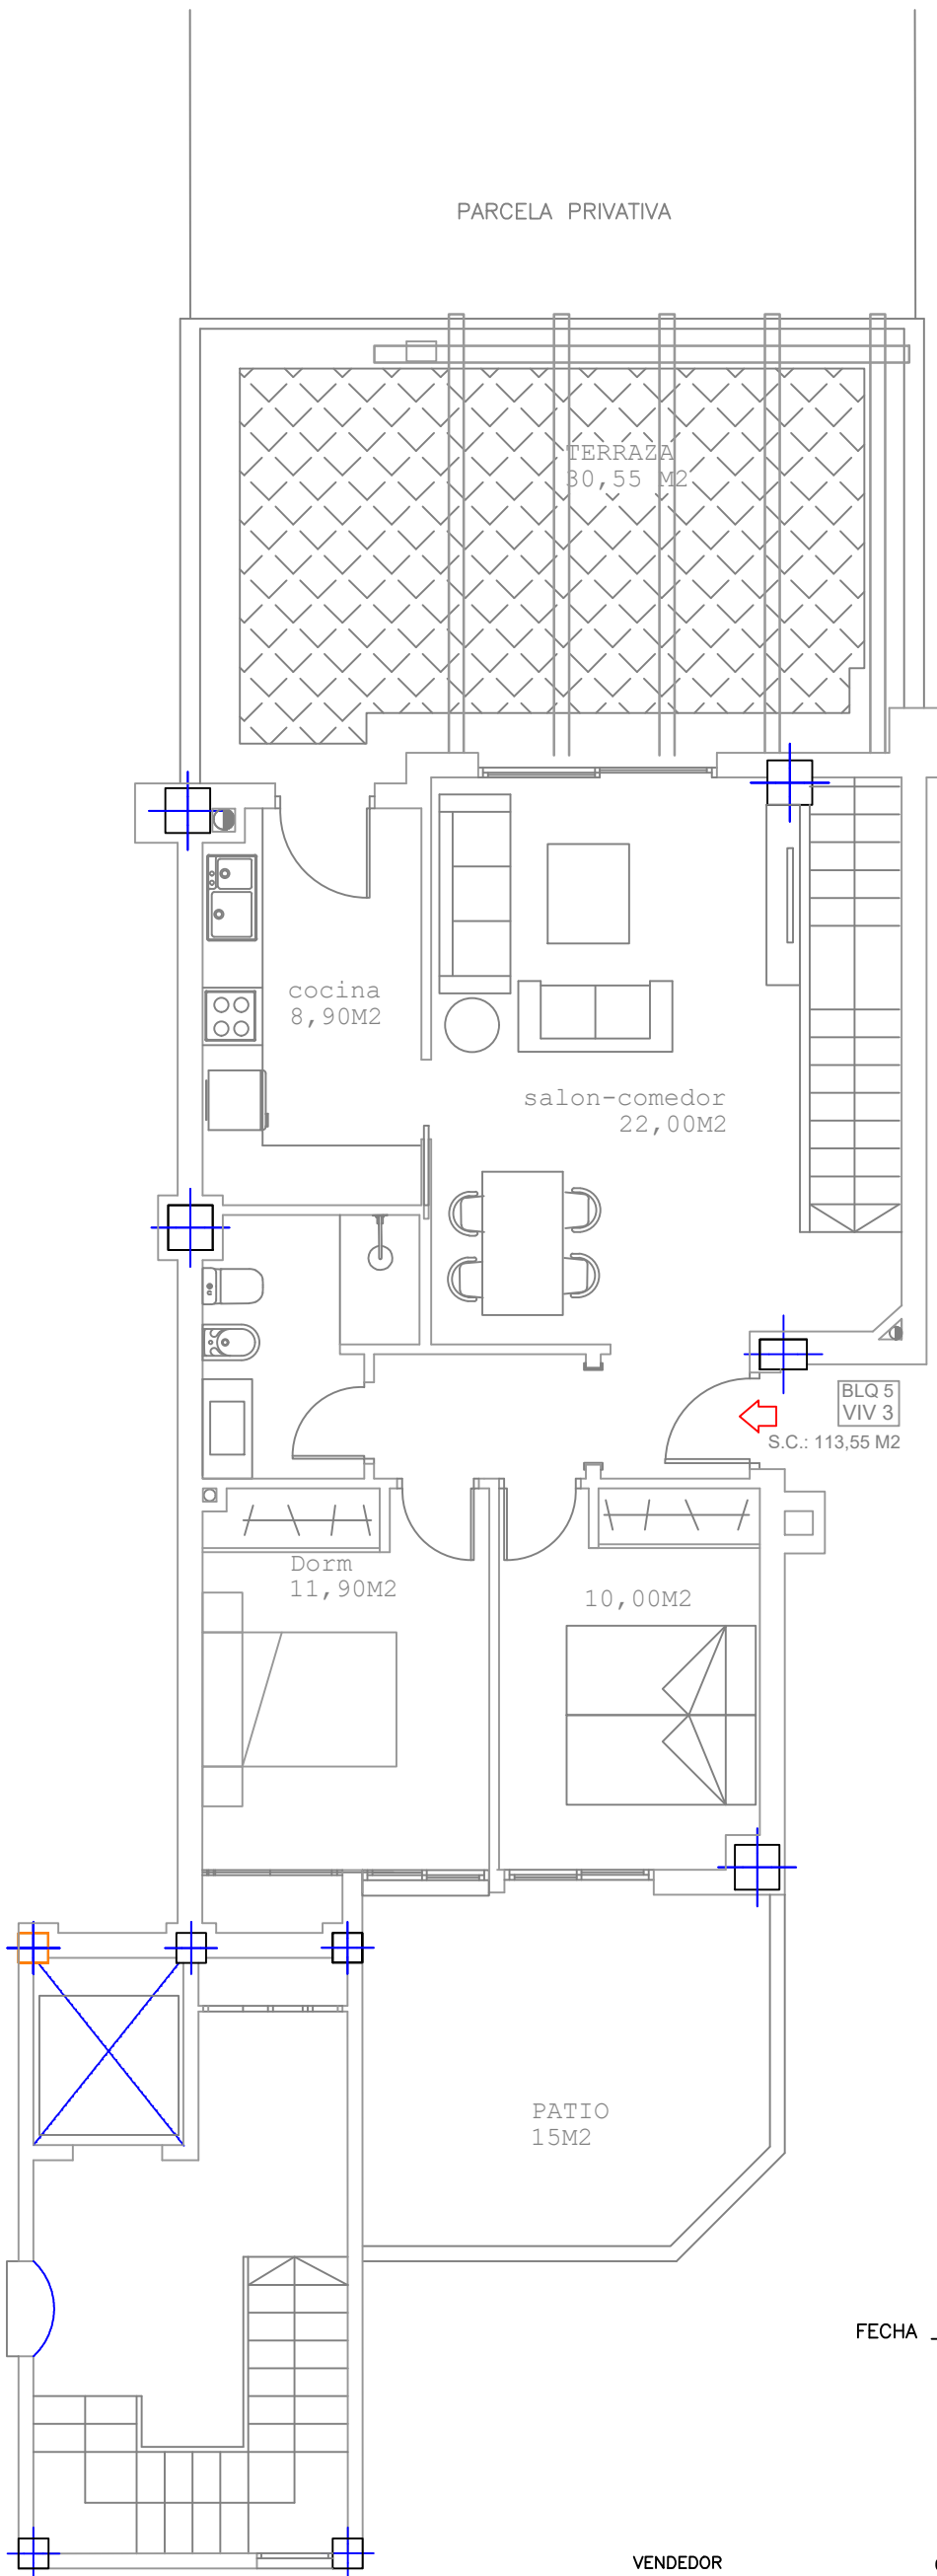 PARCELA PRIVATIVA
TERRAZA
30,55 M2
cocina
8,90M2
salon-comedor
22,00M2
BLQ 5
VIV 3
S.C.: 113,55 M2
Dorm
11,90M2
10,00M2
PATIO
15M2
FECHA
VENDEDOR